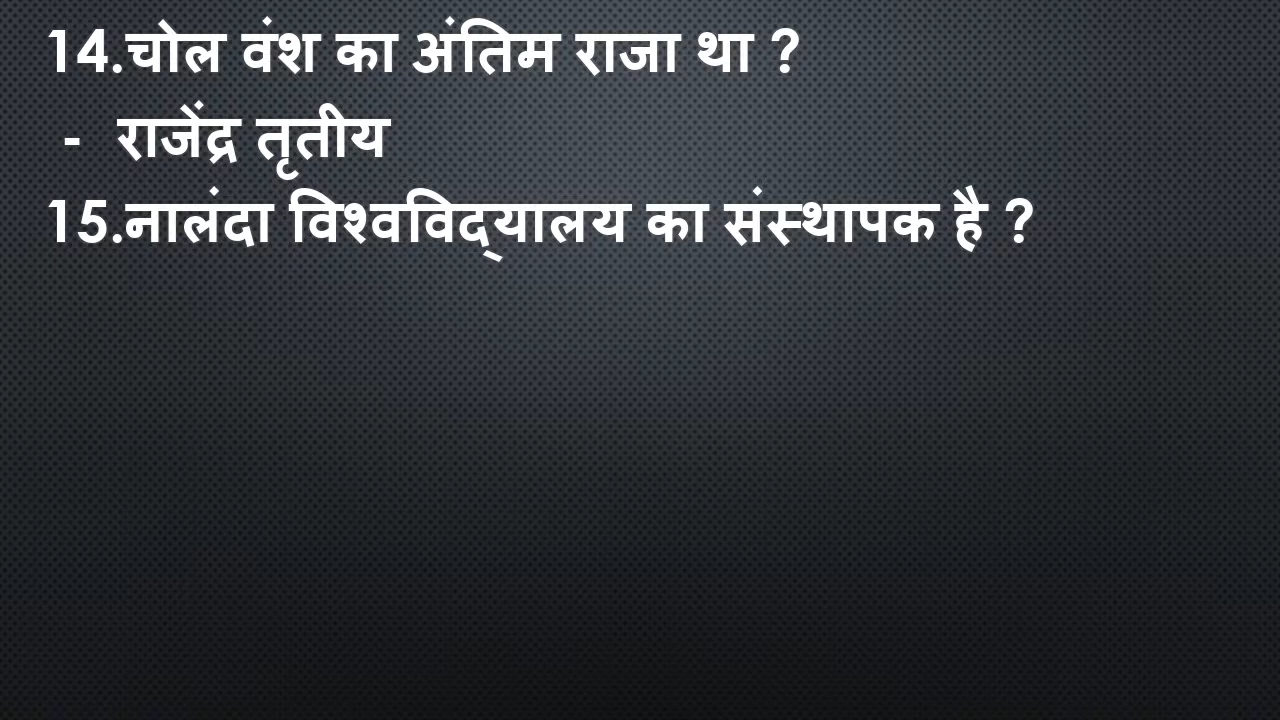 14.चोल वंश का अंतिम राजा था ?
- राजेंद्र तृतीय
15.नालंदा विश्वविद्यालय का संस्थापक है ?